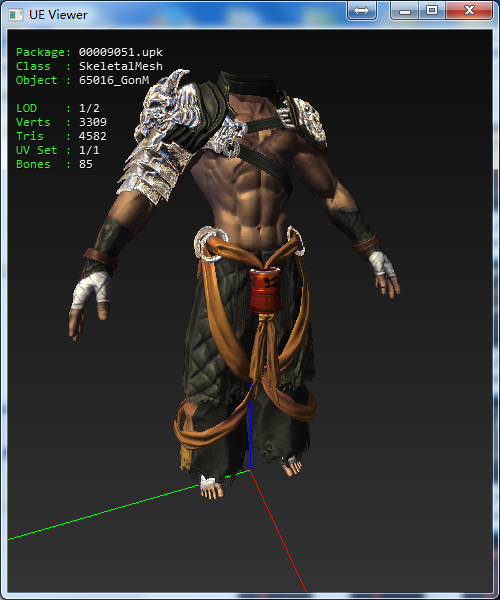 UE Viewer
Package: 00009051.upk
Class : SkeletalMesh
Object : 65016_GonM
LOD : 1/2
Verts : 3309
Tris : 4582
UV Set : 1/1
Bones : 85